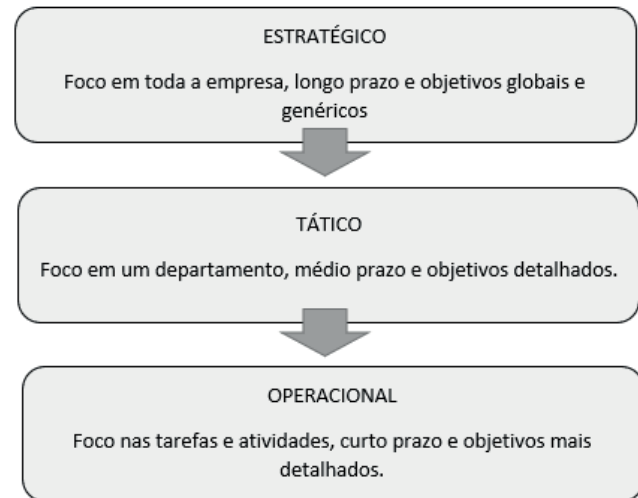 ESTRATÉGICO
Foco em toda a empresa, longo prazo e objetivos globais e
genéricos
TÁTICO
Foco em um departamento, médio prazo e objetivos detalhados.
OPERACIONAL
Foco nas tarefas e atividades, curto prazo e objetivos mais
detalhados.